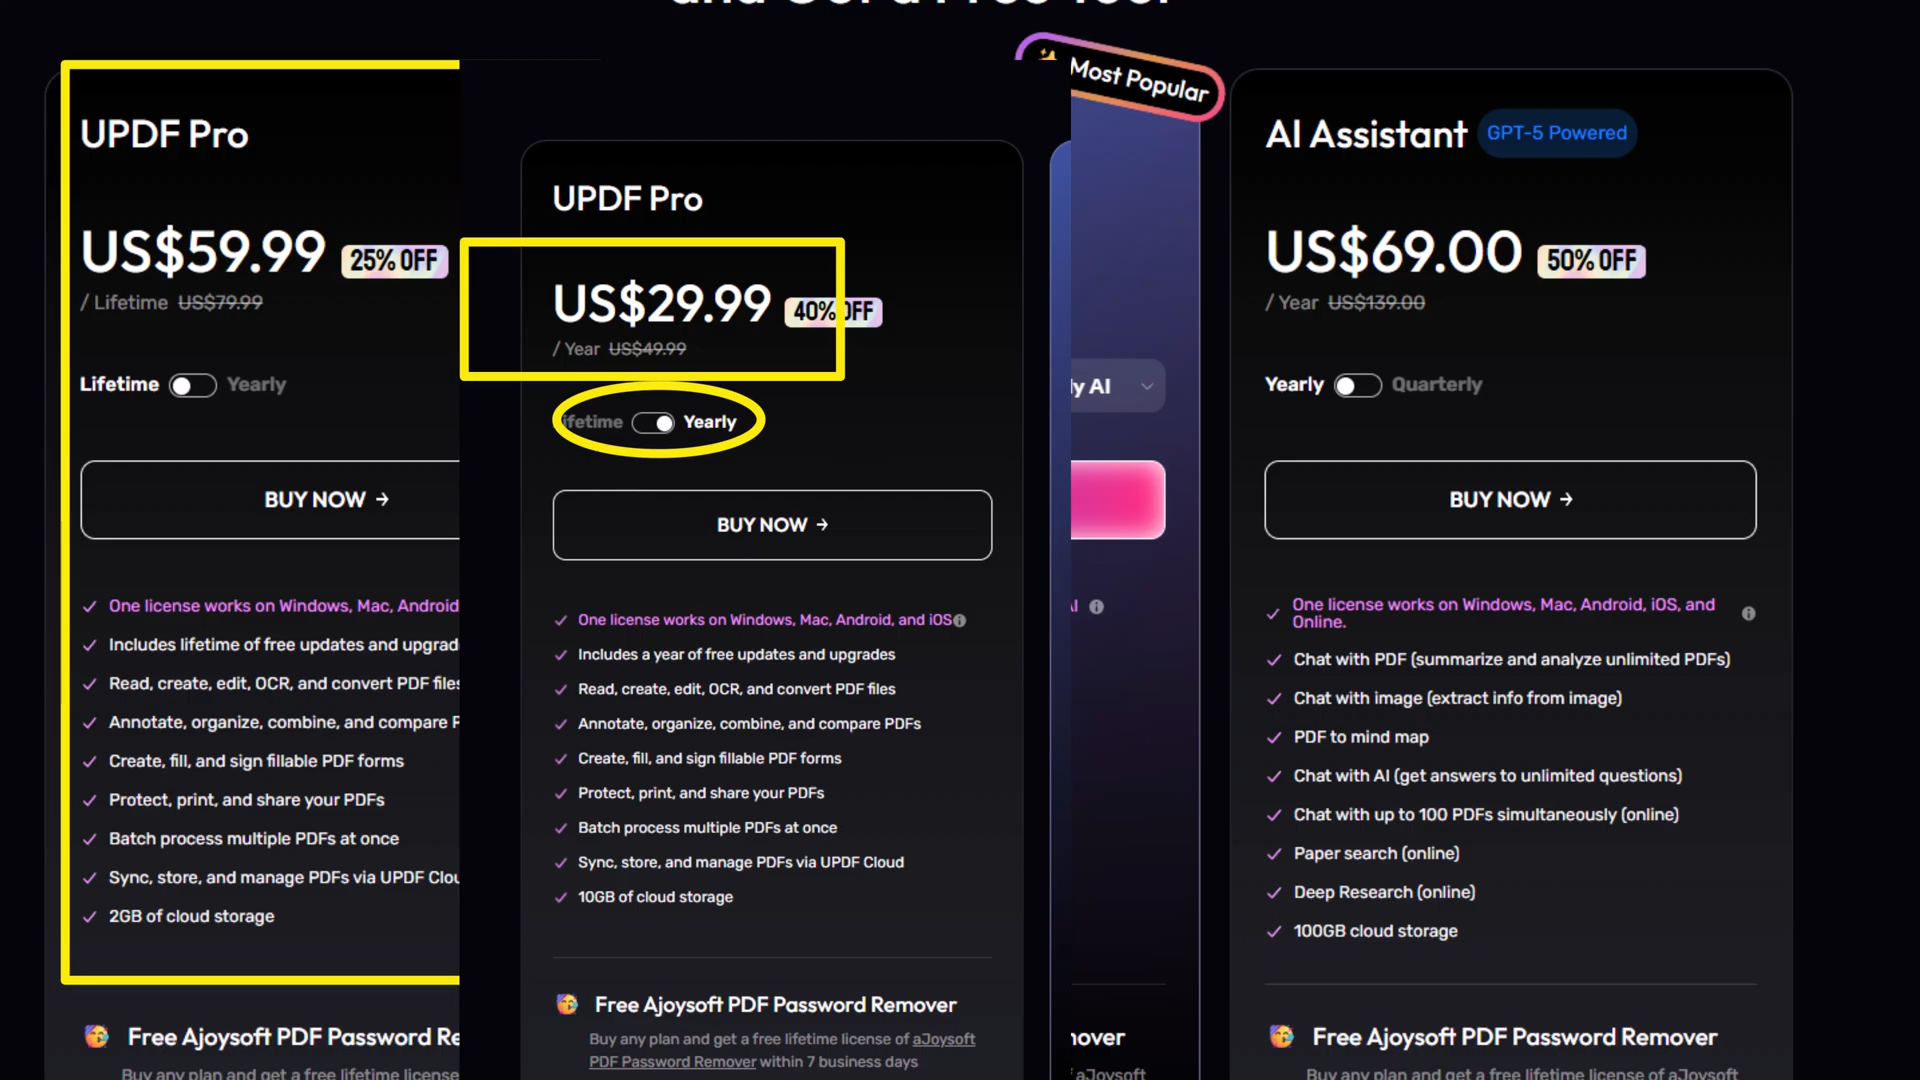 UPDF Pro
US$59.99 25% OFF
/ Lifetime US$79.99
Lifetime Yearly
BUY NOW →
One license works on Windows, Mac, Android
Includes lifetime of free updates and
Read, create, edit, OCR, and convert PDF files
Annotate, organize, combine, and compare
Create, fill, and sign fillable PDF forms
Protect, print, and share your PDFs
Batch process multiple PDFs at once
Sync, store, and manage PDFs via UPDF
2GB of cloud storage
Free Ajoysoft PDF Password
Buy any plan and get a free lifetime license
UPDF Pro
US$29.99 40% OFF
/ Year US$49.99
Yearly
BUY NOW →
One license works on Windows, Mac, Android, and iOS
Includes a year of free updates and upgrades
Read, create, edit, OCR, and convert PDF files
Annotate, organize, combine, and compare PDFs
Create, fill, and sign fillable PDF forms
Protect, print, and share your PDFs
Batch process multiple PDFs at once
Sync, store, and manage PDFs via UPDF Cloud
10GB of cloud storage
Free Ajoysoft PDF Password Remover
Buy any plan and get a free lifetime license of aJoysoft
PDF Password Remover within 7 business days
Most Popular
AI
aJoysoft
AI Assistant GPT-5 Powered
US$69.00 50% OFF
/ Year US$139.00
Yearly Quarterly
BUY NOW →
One license works on Windows, Mac, Android, iOS, and
Online.
Chat with PDF (summarize and analyze unlimited PDFs)
Chat with image (extract info from image)
PDF to mind map
Chat with AI (get answers to unlimited questions)
Chat with up to 100 PDFs simultaneously (online)
Paper search (online)
Deep Research (online)
100GB cloud storage
Free Ajoysoft PDF Password Remover
Buy any plan and get a free lifetime license of aJoysoft